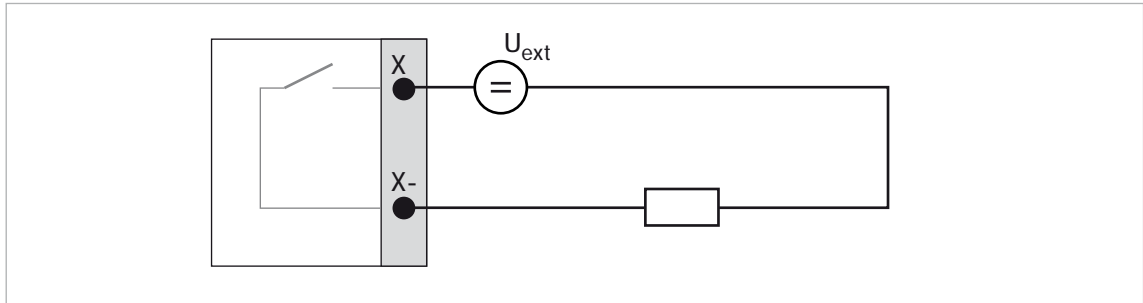 U_ext
X
=
X-